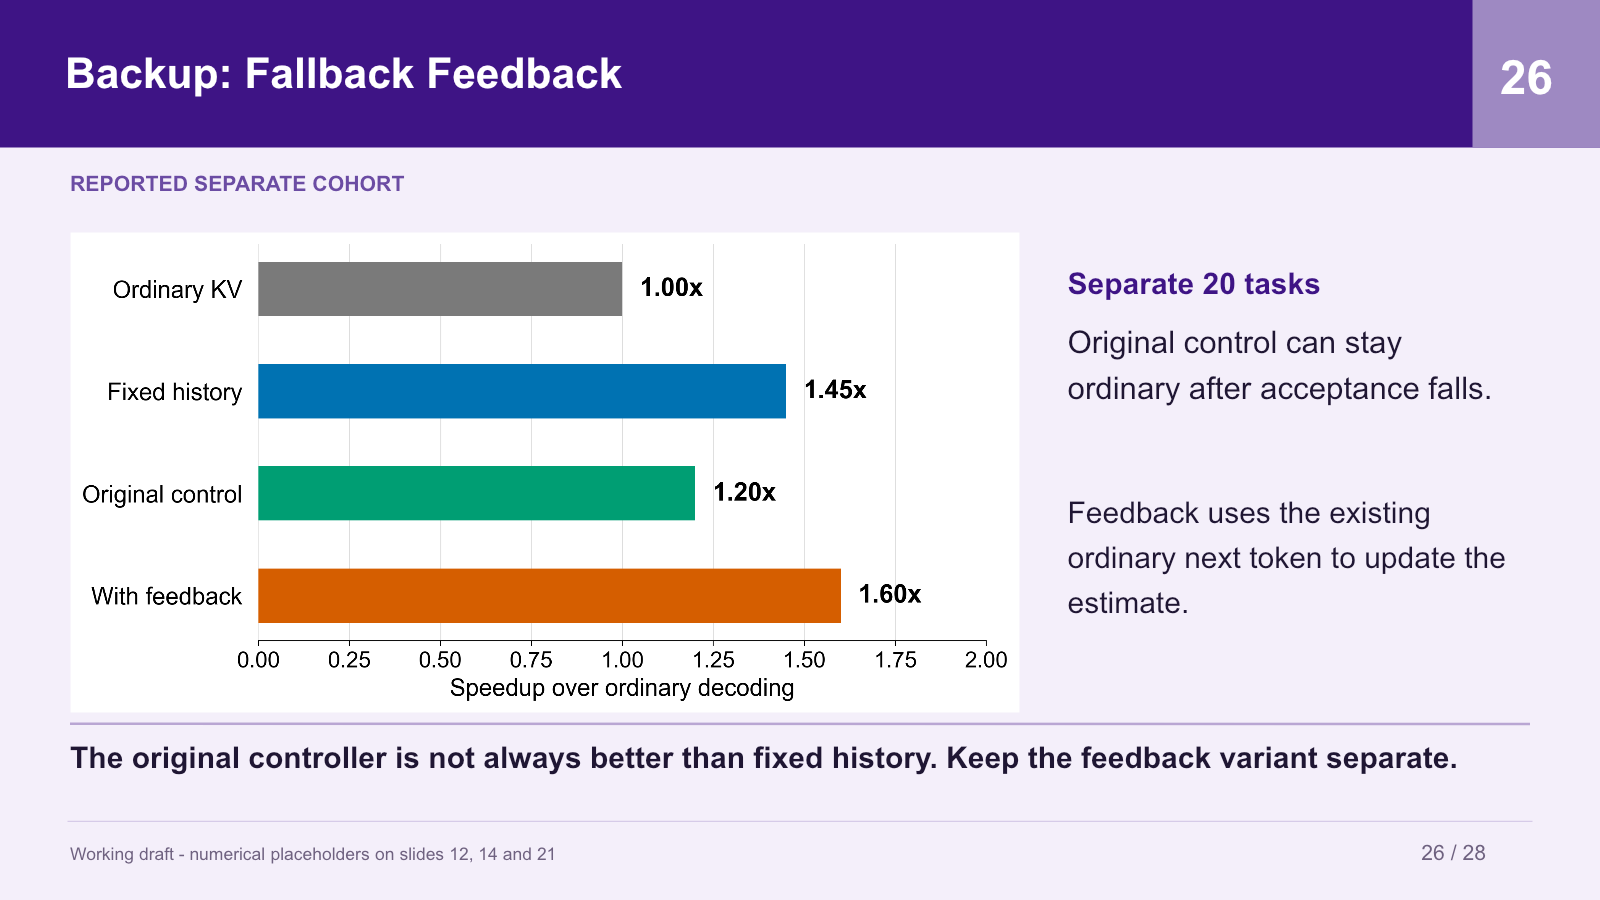 Backup: Fallback Feedback
26
REPORTED SEPARATE COHORT
Ordinary KV
1.00x
Fixed history
1.45x
Original control
1.20x
With feedback
1.60x
0.00 0.25 0.50 0.75 1.00 1.25 1.50 1.75 2.00
Speedup over ordinary decoding
Separate 20 tasks
Original control can stay
ordinary after acceptance falls.
Feedback uses the existing
ordinary next token to update the
estimate.
The original controller is not always better than fixed history. Keep the feedback variant separate.
Working draft - numerical placeholders on slides 12, 14 and 21
26 / 28